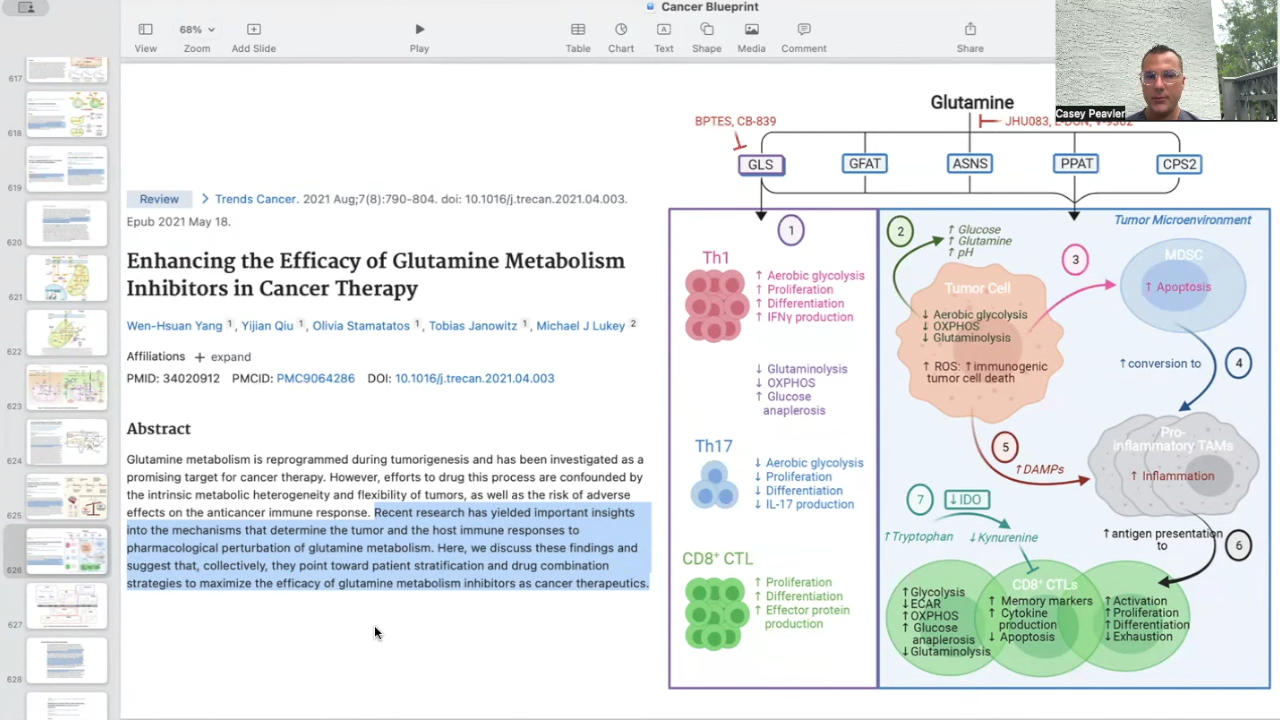 Cancer Blueprint
68%
View
Zoom
Add Slide
Play
Table
Chart
Text
Shape
Media
Comment
Share
Casey Peavler
617
618
619
620
621
622
623
624
625
626
627
628
Review
Trends Cancer. 2021 Aug;7(8):790-804. doi: 10.1016/j.trecan.2021.04.003.
Epub 2021 May 18.
Enhancing the Efficacy of Glutamine Metabolism
Inhibitors in Cancer Therapy
Wen-Hsuan Yang 1, Yijian Qiu 1, Olivia Stamatatos 1, Tobias Janowitz 1, Michael J Lukey 2
Affiliations + expand
PMID: 34020912 PMCID: PMC9064286 DOI: 10.1016/j.trecan.2021.04.003
Abstract
Glutamine metabolism is reprogrammed during tumorigenesis and has been investigated as a
promising target for cancer therapy. However, efforts to drug this process are confounded by
the intrinsic metabolic heterogeneity and flexibility of tumors, as well as the risk of adverse
effects on the anticancer immune response. Recent research has yielded important insights
into the mechanisms that determine the tumor and the host immune responses to
pharmacological perturbation of glutamine metabolism. Here, we discuss these findings and
suggest that, collectively, they point toward patient stratification and drug combination
strategies to maximize the efficacy of glutamine metabolism inhibitors as cancer therapeutics.
Glutamine
BPTES, CB-839
JHU083,
GLS
GFAT
ASNS
PPAT
CPS2
1
Th1
↑ Aerobic glycolysis
↑ Proliferation
↑ Differentiation
↑ IFNγ production
↓ Glutaminolysis
↓ OXPHOS
↑ Glucose
anaplerosis
Th17
↓ Aerobic glycolysis
↓ Proliferation
↓ Differentiation
↓ IL-17 production
CD8+ CTL
↑ Proliferation
↑ Differentiation
↑ Effector protein
production
Tumor Microenvironment
2
↑ Glucose
↑ Glutamine
↑ pH
3
MDSC
↑ Apoptosis
Tumor Cell
↓ Aerobic glycolysis
↓ OXPHOS
↓ Glutaminolysis
↑ ROS: ↑ immunogenic
tumor cell death
↑ conversion to
4
5
↑ DAMPs
Pro-
inflammatory TAMs
↑ Inflammation
7
↓ IDO
↑ Tryptophan
↓ Kynurenine
↑ antigen presentation
to
6
CD8+ CTLs
↑ Glycolysis
↓ ECAR
↑ OXPHOS
↑ Glucose
anaplerosis
↓ Glutaminolysis
↑ Memory markers
↑ Cytokine
production
↓ Apoptosis
↑ Activation
↑ Proliferation
↑ Differentiation
↓ Exhaustion